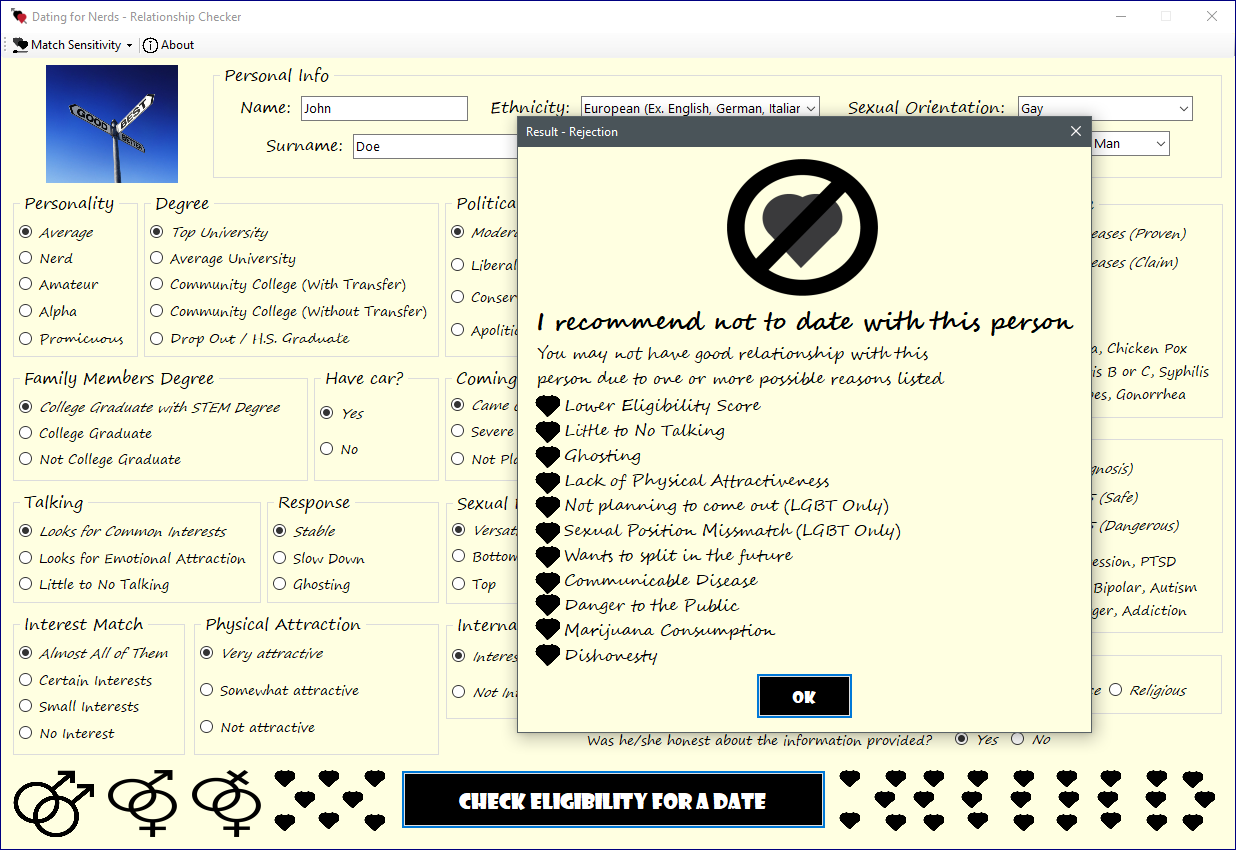 Dating for Nerds - Relationship Checker
Match Sensitivity
About
GOOD
BEST
BETTER
Personal Info
Name: John
Ethnicity: European (Ex. English, German, Italiar
Sexual Orientation: Gay
Surname: Doe
Man
Result - Rejection
I recommend not to date with this person
You may not have good relationship with this
person due to one or more possible reasons listed
Lower Eligibility Score
Little to No Talking
Ghosting
Lack of Physical Attractiveness
Not planning to come out (LGBT Only)
Sexual Position Missmatch (LGBT Only)
Wants to split in the future
Communicable Disease
Danger to the Public
Marijuana Consumption
Dishonesty
OK
Personality
Average
Nerd
Amateur
Alpha
Promicuous
Degree
Top University
Average University
Community College (With Transfer)
Community College (Without Transfer)
Drop Out / H.S. Graduate
Politica
Modera
Liberal
Conser
Apolitic
eases (Proven)
eases (Claim)
a, Chicken Pox
is B or C, Syphilis
es, Gonorrhea
Family Members Degree
College Graduate with STEM Degree
College Graduate
Not College Graduate
Have car?
Yes
No
Coming
Came
Severe
Not Pla
gnosis)
(Safe)
(Dangerous)
ession, PTSD
Bipolar, Autism
ger, Addiction
Talking
Looks for Common Interests
Looks for Emotional Attraction
Little to No Talking
Response
Stable
Slow Down
Ghosting
Sexual
Versat
Bottom
Top
Interest Match
Almost All of Them
Certain Interests
Small Interests
No Interest
Physical Attraction
Very attractive
Somewhat attractive
Not attractive
Interna
Interes
Not In
ce Religious
Was he/she honest about the information provided? Yes No
CHECK ELIGIBILITY FOR A DATE